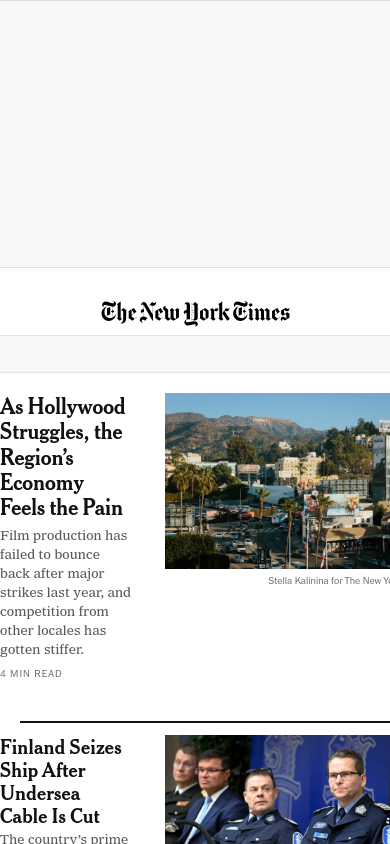 The New York Times
As Hollywood
Struggles, the
Region’s
Economy
Feels the Pain
Film production has
failed to bounce
back after major
strikes last year, and
competition from
other locales has
gotten stiffer.
4 MIN READ
Stella Kalinina for The New Yo
Finland Seizes
Ship After
Undersea
Cable Is Cut
The country’s prime